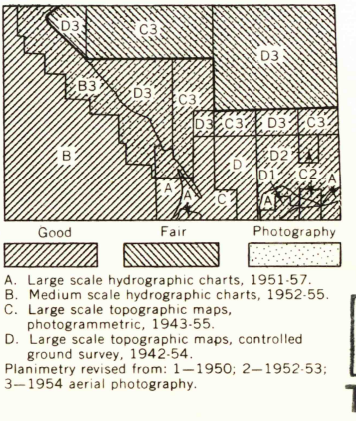 D3 C3
D3
B3 D3 C3
D3 C3 D3 C3
B D D2
D1 C2 A
A A C A
Good Fair Photography
A. Large scale hydrographic charts, 1951-57.
B. Medium scale hydrographic charts, 1952-55.
C. Large scale topographic maps,
photogrammetric, 1943-55.
D. Large scale topographic maps, controlled
ground survey, 1942-54.
Planimetry revised from: 1—1950; 2—1952-53;
3—1954 aerial photography.